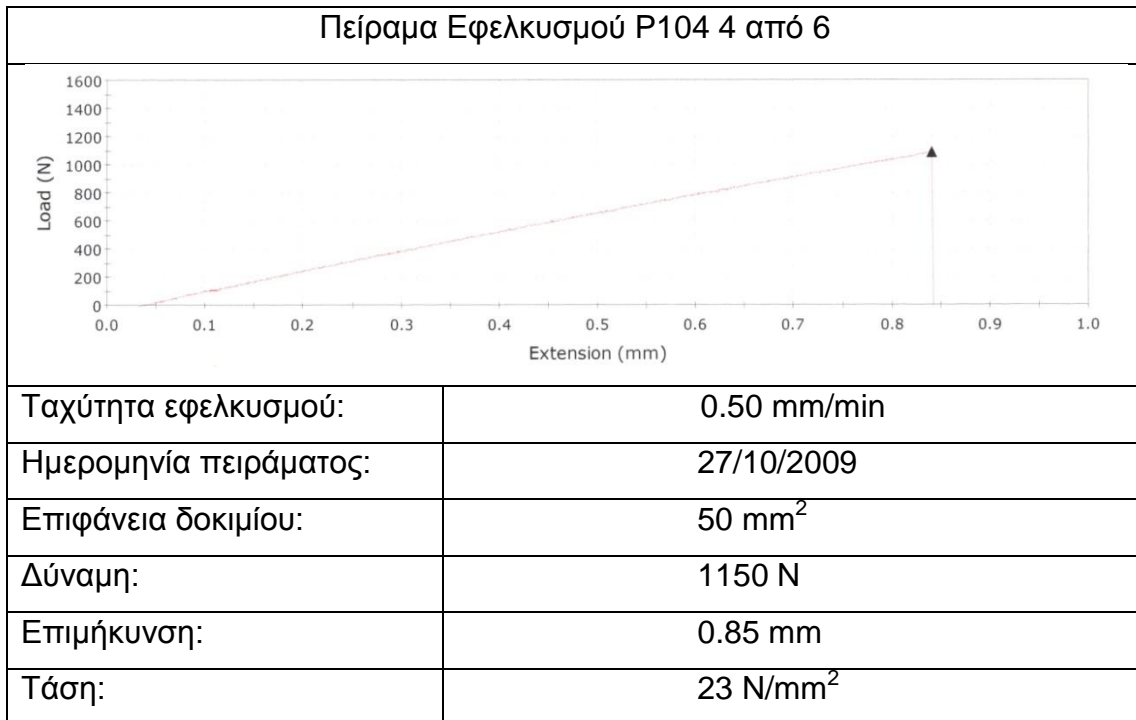 Πείραμα Εφελκυσμού P104 4 από 6
1600
1400
1200
1000
800
600
400
200
0
Load (N)
0.0 0.1 0.2 0.3 0.4 0.5 0.6 0.7 0.8 0.9 1.0
Extension (mm)
Ταχύτητα εφελκυσμού: 0.50 mm/min
Ημερομηνία πειράματος: 27/10/2009
Επιφάνεια δοκιμίου: 50 mm²
Δύναμη: 1150 N
Επιμήκυνση: 0.85 mm
Τάση: 23 N/mm²